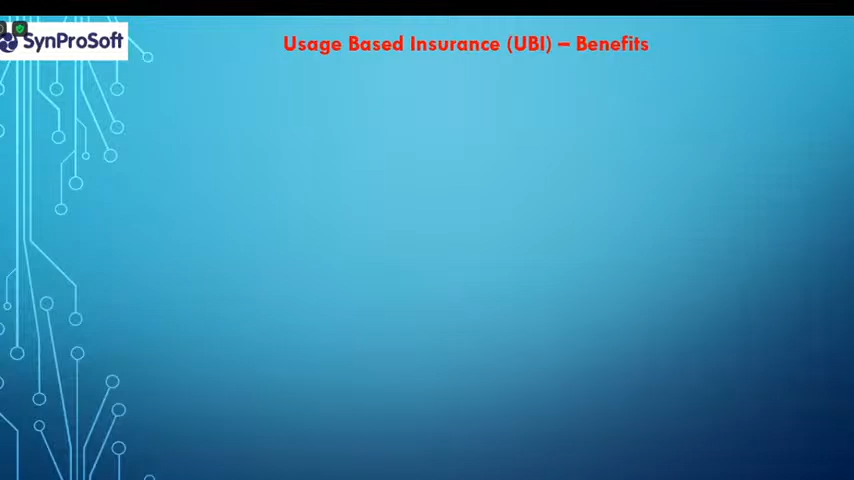 SynProSoft
Usage Based Insurance (UBI) – Benefits